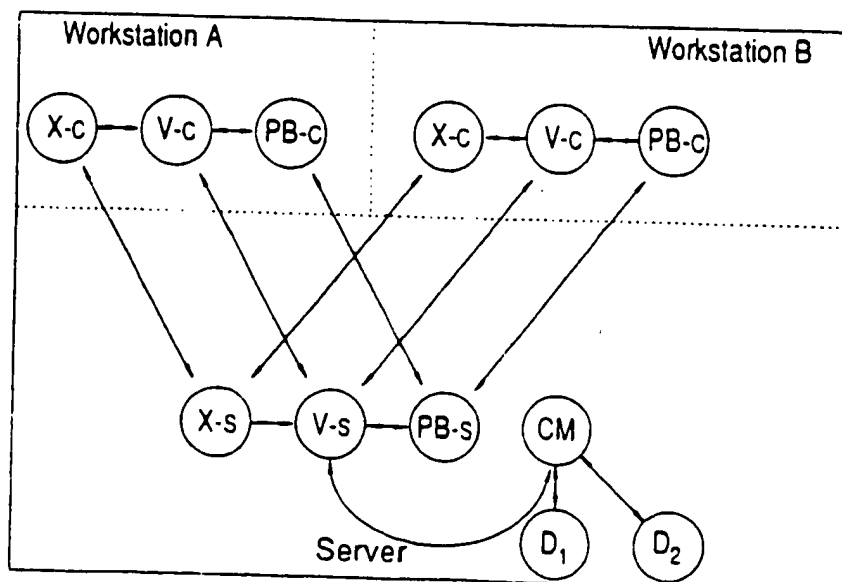 Workstation A
Workstation B
X-c V-c PB-c X-c V-c PB-c
X-s V-s PB-s CM
Server
D1 D2